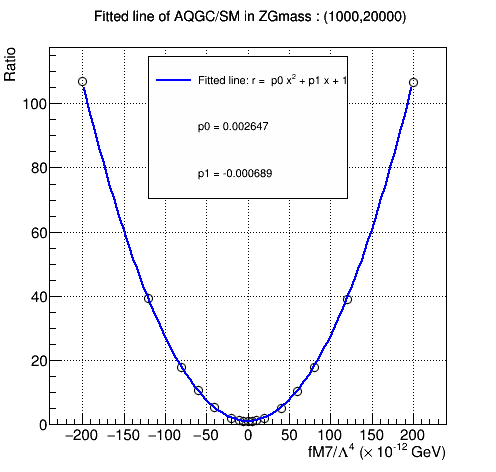 Fitted line of AQGC/SM in ZGmass : (1000,20000)
Ratio
Fitted line: r = p0 x² + p1 x + 1
p0 = 0.002647
p1 = -0.000689
100
80
60
40
20
0
−200 −150 −100 −50 0 50 100 150 200
fM7/Λ⁴ (× 10⁻¹² GeV)